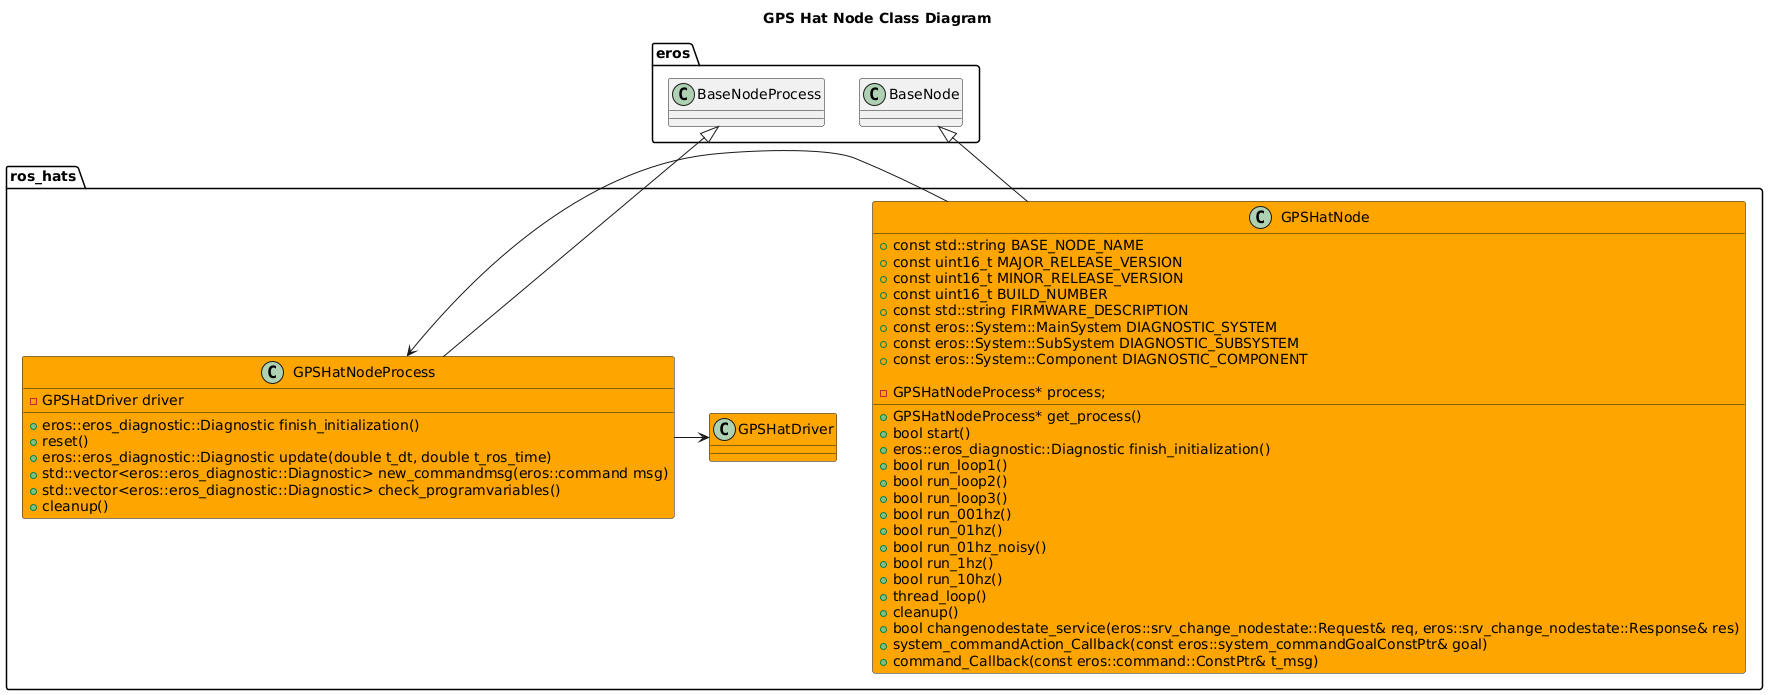 GPS Hat Node Class Diagram
eros
C BaseNodeProcess
C BaseNode
ros_hats
C GPSHatNode
const std::string BASE_NODE_NAME
const uint16_t MAJOR_RELEASE_VERSION
const uint16_t MINOR_RELEASE_VERSION
const uint16_t BUILD_NUMBER
const std::string FIRMWARE_DESCRIPTION
const eros::System::MainSystem DIAGNOSTIC_SYSTEM
const eros::System::SubSystem DIAGNOSTIC_SUBSYSTEM
const eros::System::Component DIAGNOSTIC_COMPONENT
GPSHatNodeProcess* process;
GPSHatNodeProcess* get_process()
bool start()
eros::eros_diagnostic::Diagnostic finish_initialization()
bool run_loop1()
bool run_loop2()
bool run_loop3()
bool run_001hz()
bool run_01hz()
bool run_01hz_noisy()
bool run_1hz()
bool run_10hz()
thread_loop()
cleanup()
bool changenodestate_service(eros::srv_change_nodestate::Request& req, eros::srv_change_nodestate::Response& res)
system_commandAction_Callback(const eros::system_commandGoalConstPtr& goal)
command_Callback(const eros::command::ConstPtr& t_msg)
C GPSHatNodeProcess
GPSHatDriver driver
eros::eros_diagnostic::Diagnostic finish_initialization()
reset()
eros::eros_diagnostic::Diagnostic update(double t_dt, double t_ros_time)
std::vector<eros::eros_diagnostic::Diagnostic> new_commandmsg(eros::command msg)
std::vector<eros::eros_diagnostic::Diagnostic> check_programvariables()
cleanup()
C GPSHatDriver